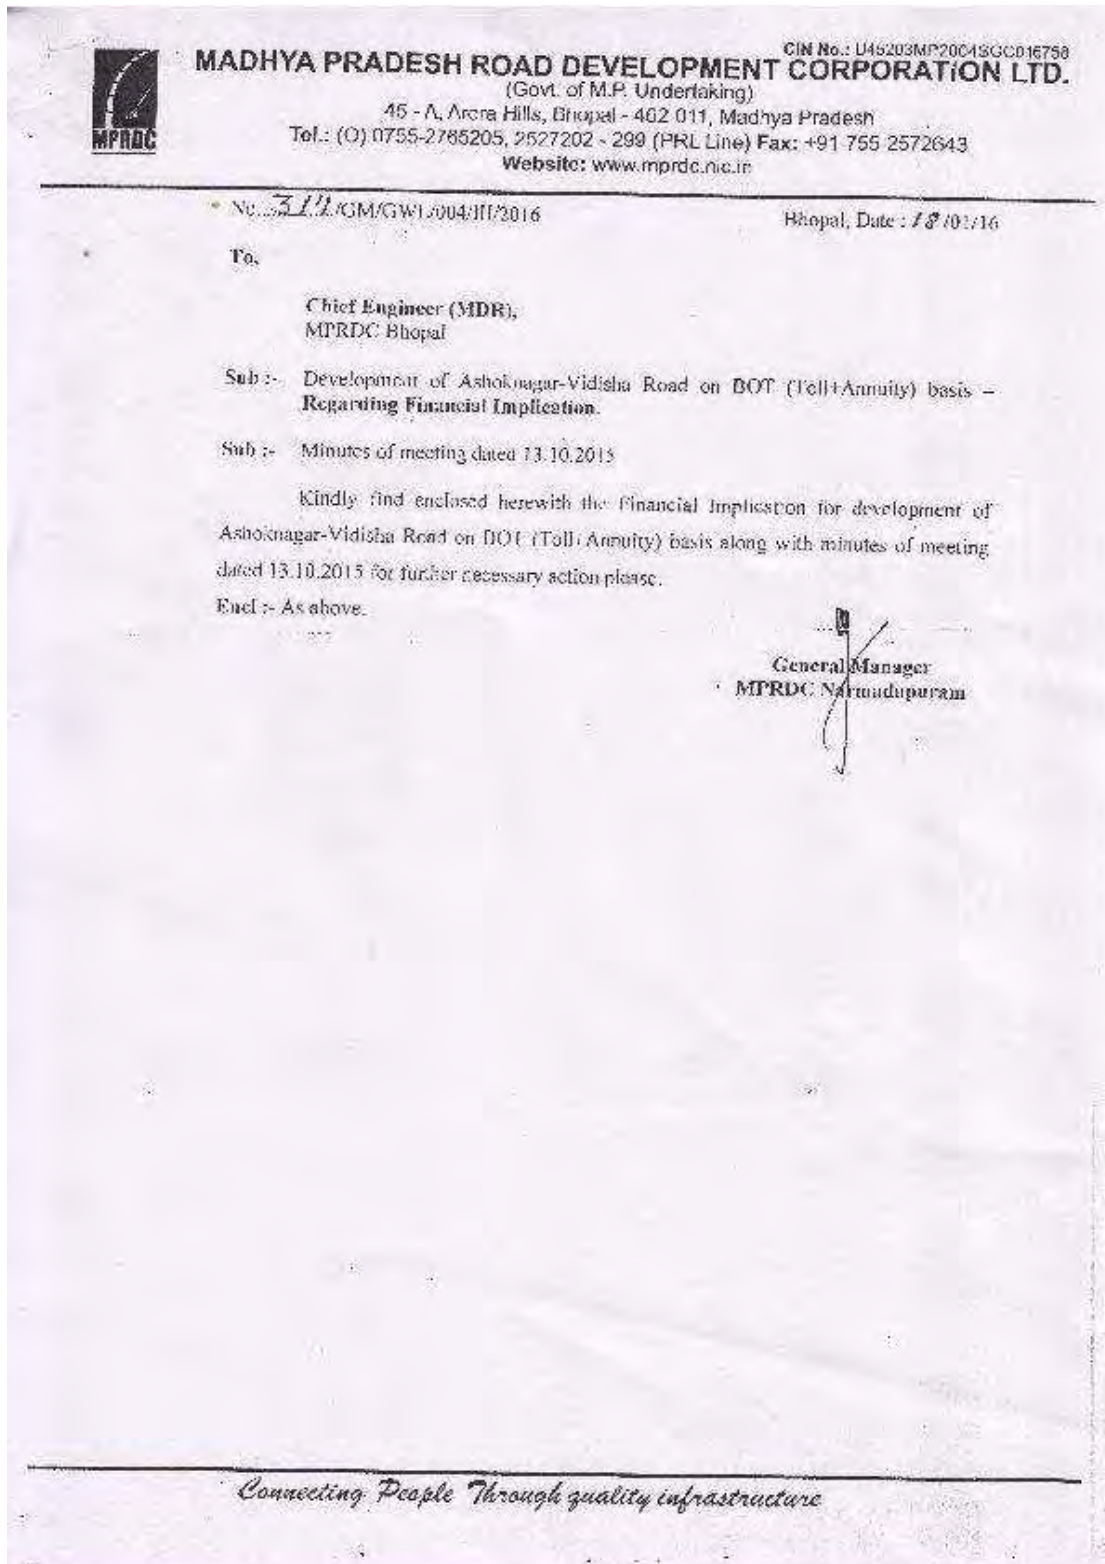 CIN No.: U45203MP2004SGC016758
MADHYA PRADESH ROAD DEVELOPMENT CORPORATION LTD.
(Govt. of M.P. Undertaking)
45 - A, Arera Hills, Bhopal - 462 011, Madhya Pradesh
Tel.: (O) 0755-2765205, 2527202 - 299 (PRL Line) Fax: +91 755 2572643
Website: www.mprdc.nic.in
MPRDC
No. /GM/GWL/004/III/2016
Bhopal, Date : 18/01/16
To,
Chief Engineer (MDR),
MPRDC Bhopal
Sub :- Development of Ashoknagar-Vidisha Road on BOT (Toll+Annuity) basis –
Regarding Financial Implication.
Sub :- Minutes of meeting dated 13.10.2015
Kindly find enclosed herewith the Financial Implication for development of
Ashoknagar-Vidisha Road on BOT (Toll+Annuity) basis along with minutes of meeting
dated 13.10.2015 for further necessary action please.
Encl :- As above.
General Manager
MPRDC Narmadapuram
Connecting People Through quality infrastructure